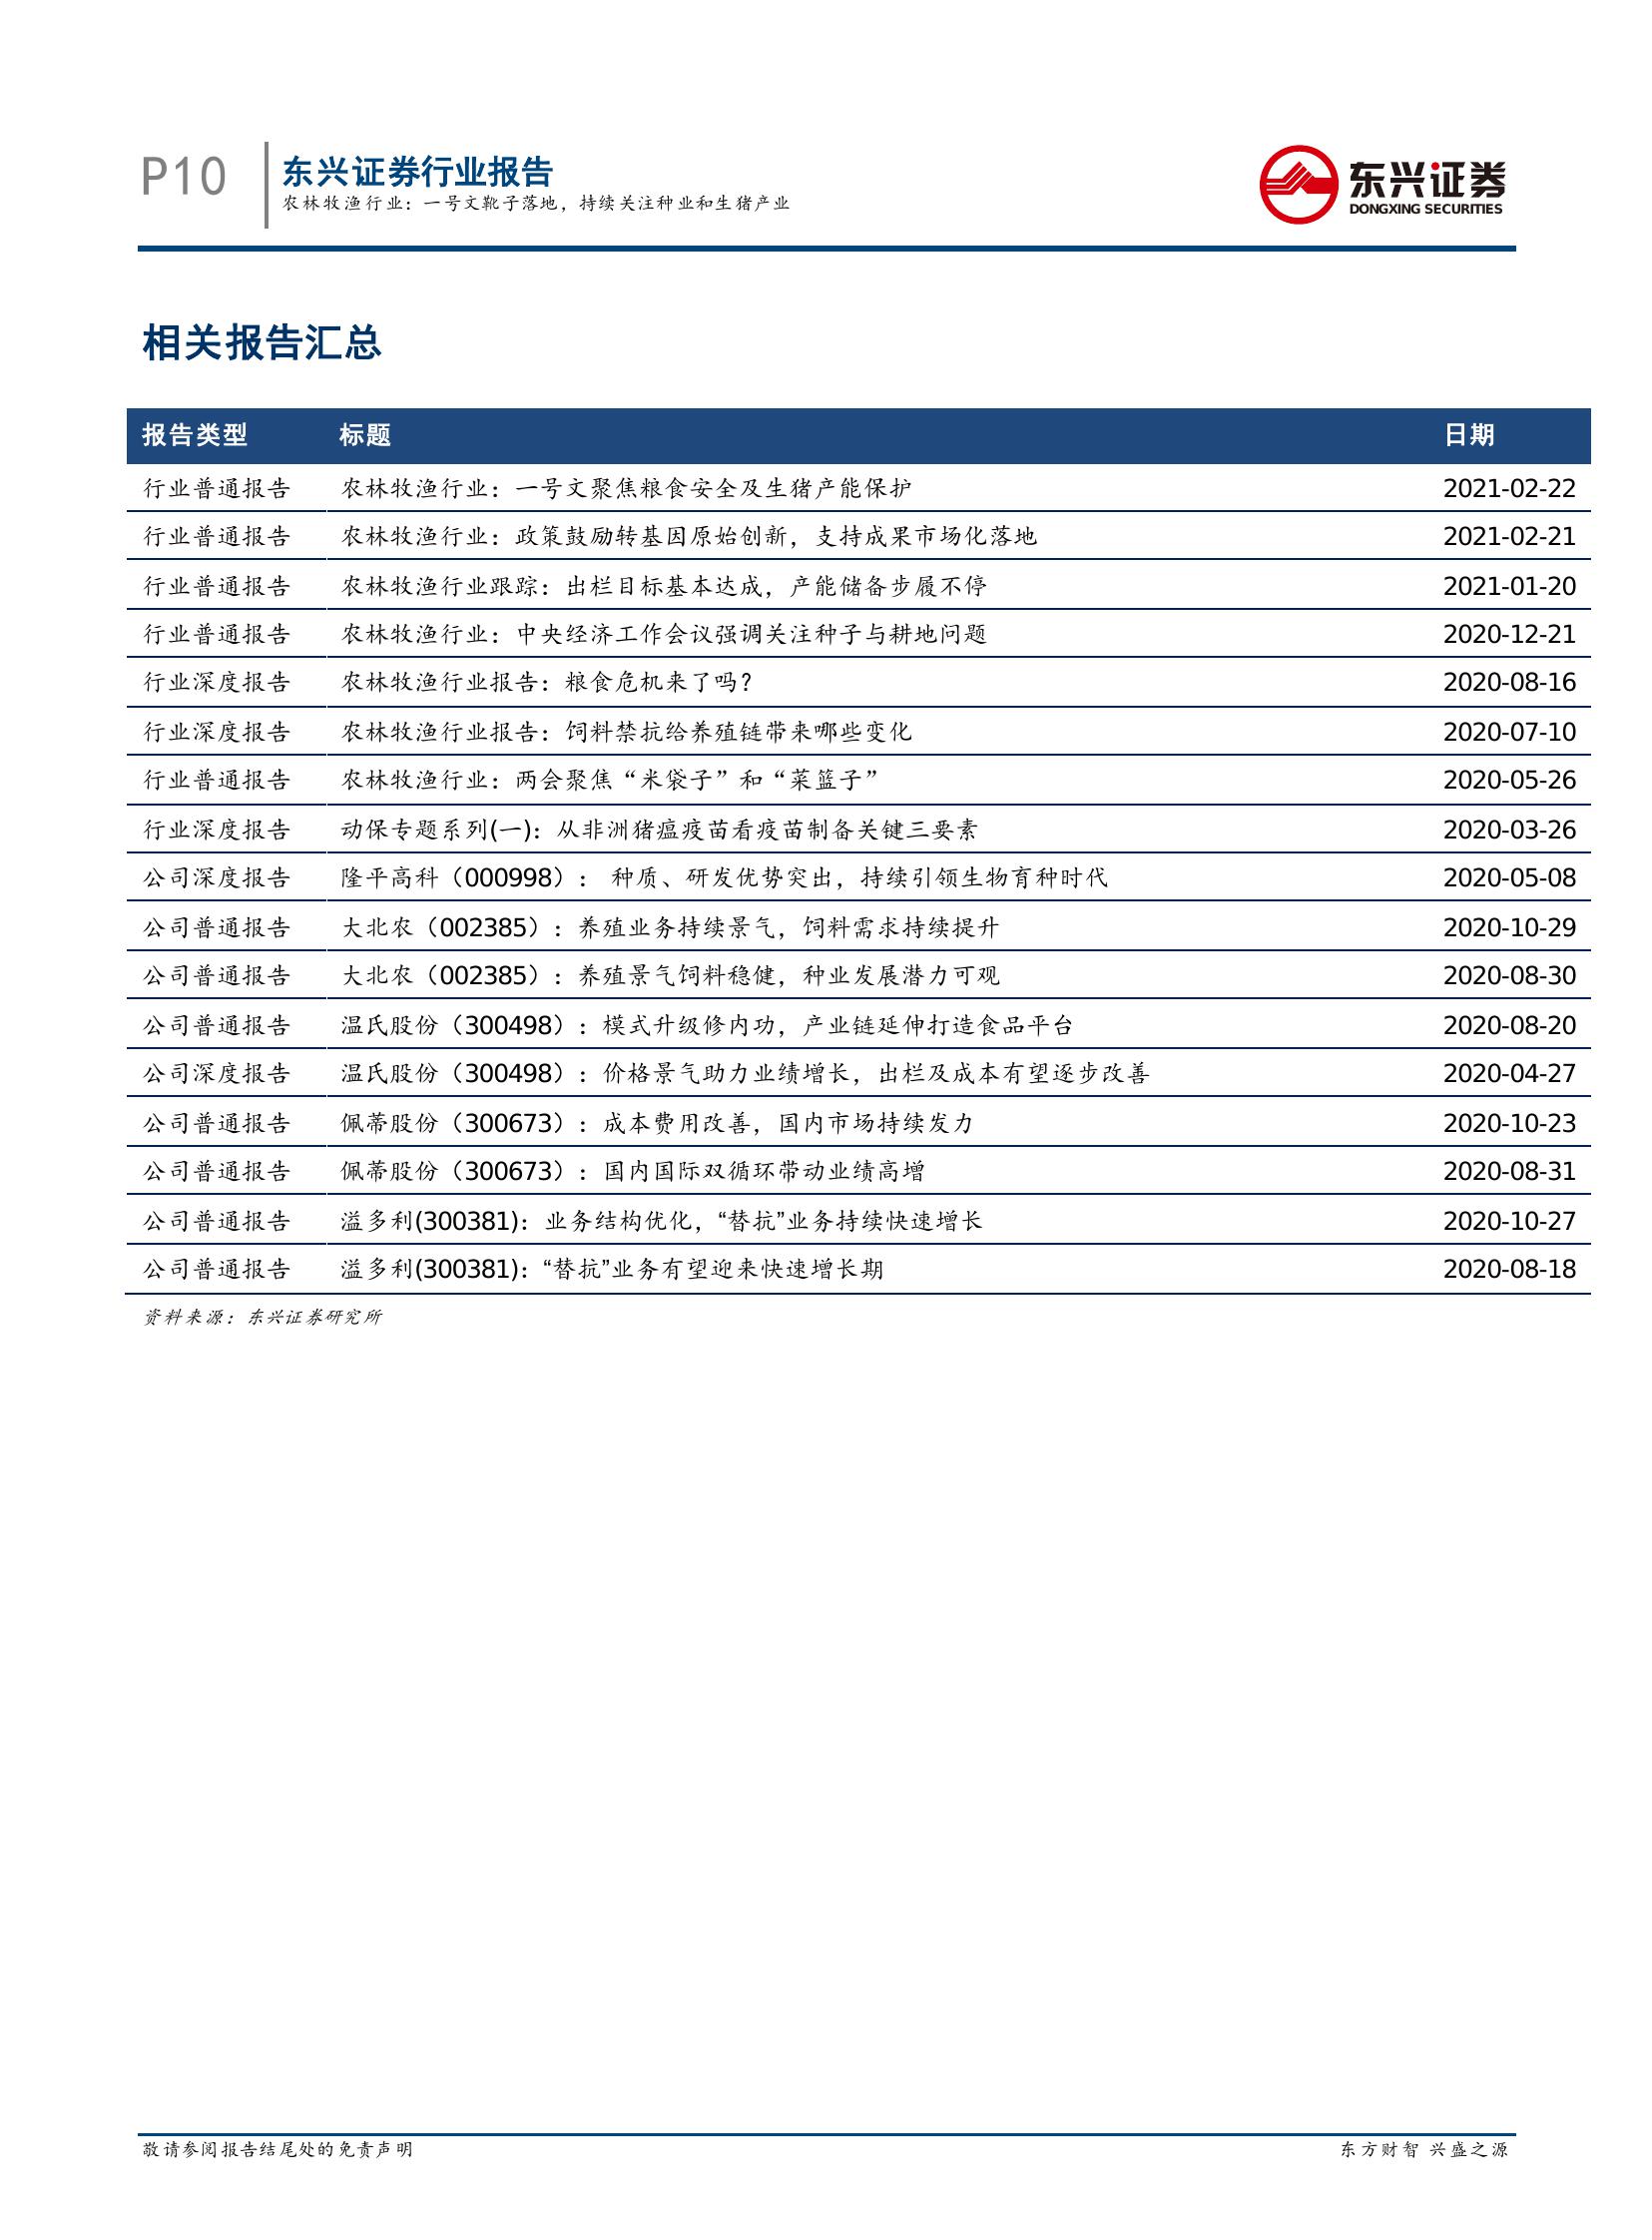 P10
东兴证券行业报告
农林牧渔行业：一号文靴子落地，持续关注种业和生猪产业
东兴证券
DONGXING SECURITIES
相关报告汇总
报告类型 标题 日期
行业普通报告 农林牧渔行业：一号文聚焦粮食安全及生猪产能保护 2021-02-22
行业普通报告 农林牧渔行业：政策鼓励转基因原始创新，支持成果市场化落地 2021-02-21
行业普通报告 农林牧渔行业跟踪：出栏目标基本达成，产能储备步履不停 2021-01-20
行业普通报告 农林牧渔行业：中央经济工作会议强调关注种子与耕地问题 2020-12-21
行业深度报告 农林牧渔行业报告：粮食危机来了吗？ 2020-08-16
行业深度报告 农林牧渔行业报告：饲料禁抗给养殖链带来哪些变化 2020-07-10
行业普通报告 农林牧渔行业：两会聚焦“米袋子”和“菜篮子” 2020-05-26
行业深度报告 动保专题系列(一)：从非洲猪瘟疫苗看疫苗制备关键三要素 2020-03-26
公司深度报告 隆平高科（000998）： 种质、研发优势突出，持续引领生物育种时代 2020-05-08
公司普通报告 大北农（002385）：养殖业务持续景气，饲料需求持续提升 2020-10-29
公司普通报告 大北农（002385）：养殖景气饲料稳健，种业发展潜力可观 2020-08-30
公司普通报告 温氏股份（300498）：模式升级修内功，产业链延伸打造食品平台 2020-08-20
公司深度报告 温氏股份（300498）：价格景气助力业绩增长，出栏及成本有望逐步改善 2020-04-27
公司普通报告 佩蒂股份（300673）：成本费用改善，国内市场持续发力 2020-10-23
公司普通报告 佩蒂股份（300673）：国内国际双循环带动业绩高增 2020-08-31
公司普通报告 溢多利(300381)：业务结构优化，“替抗”业务持续快速增长 2020-10-27
公司普通报告 溢多利(300381)：“替抗”业务有望迎来快速增长期 2020-08-18
资料来源：东兴证券研究所
敬请参阅报告结尾处的免责声明 东方财智 兴盛之源